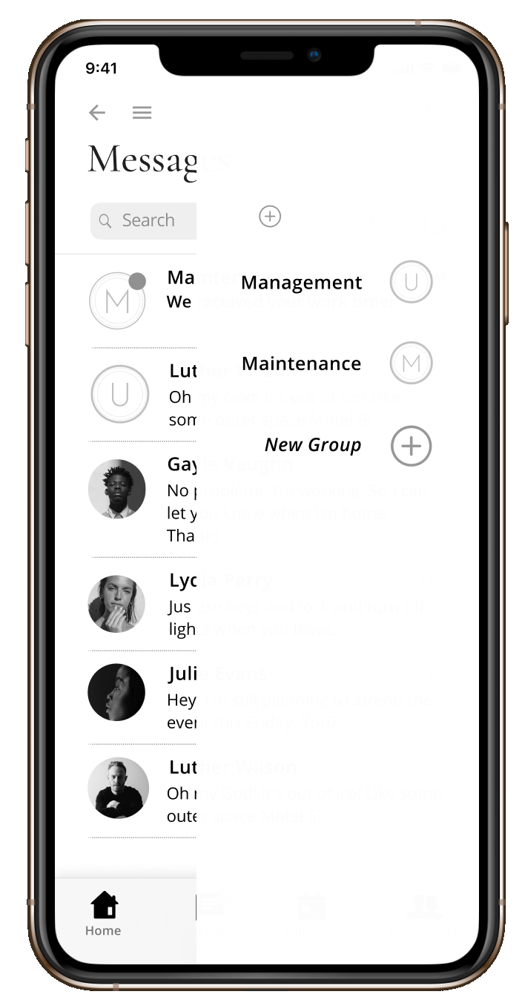 9:41
Messages
Search
Ma
We received your work order
M
Management
U
Luther Wilson
Oh my God! It's out of ice! Like
some outer space Motel 6!
U
Maintenance
M
New Group
Gayle Vaughn
No problem! I'm working. So I can
let you know when I'm home.
Thanks
Lydia Perry
Jus use keys and lock and turn off
lights when you leave.
Julie Evans
Hey I'm still planning to attend the
event this Friday. You?
Luther Wilson
Oh my God! It's out of ice! Like some
outer space Motel 6!
Home